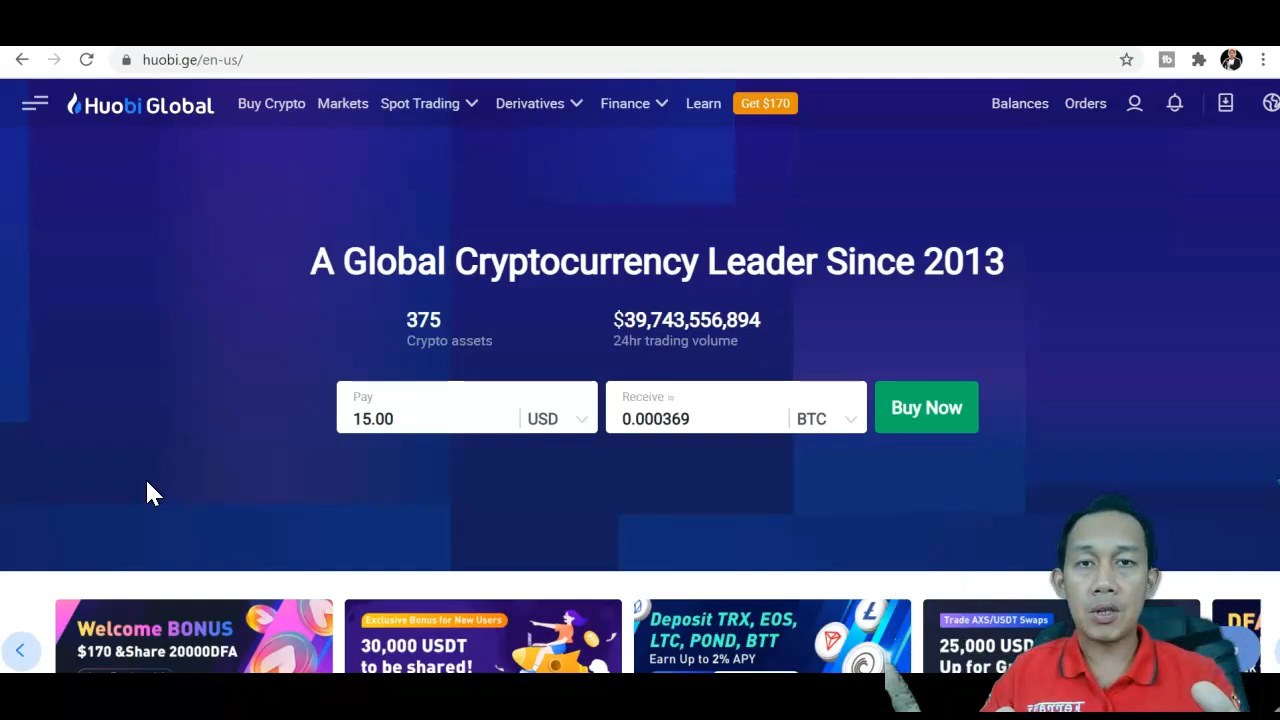 huobi.ge/en-us/
Huobi Global Buy Crypto Markets Spot Trading Derivatives Finance Learn Get $170 Balances Orders
A Global Cryptocurrency Leader Since 2013
375 $39,743,556,894
Crypto assets 24hr trading volume
Pay Receive ≈
15.00 USD 0.000369 BTC Buy Now
Welcome BONUS
$170 &Share 20000DFA
Exclusive Bonus for New Users
30,000 USDT
to be shared!
Deposit TRX, EOS,
LTC, POND, BTT
Earn Up to 2% APY
Trade AXS/USDT Swaps
25,000 USD
Up for G